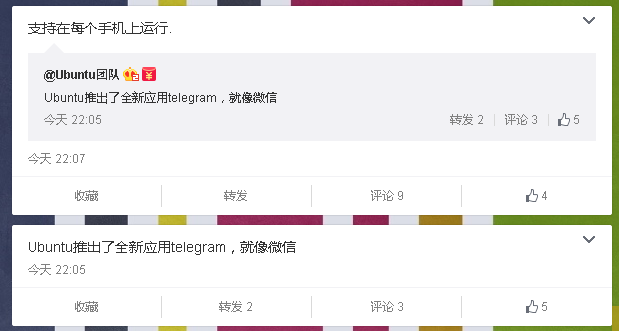 支持在每个手机上运行.
@Ubuntu团队
Ubuntu推出了全新应用telegram，就像微信
今天 22:05 转发 2 评论 3 5
今天 22:07
收藏 转发 评论 9 4
Ubuntu推出了全新应用telegram，就像微信
今天 22:05
收藏 转发 2 评论 3 5